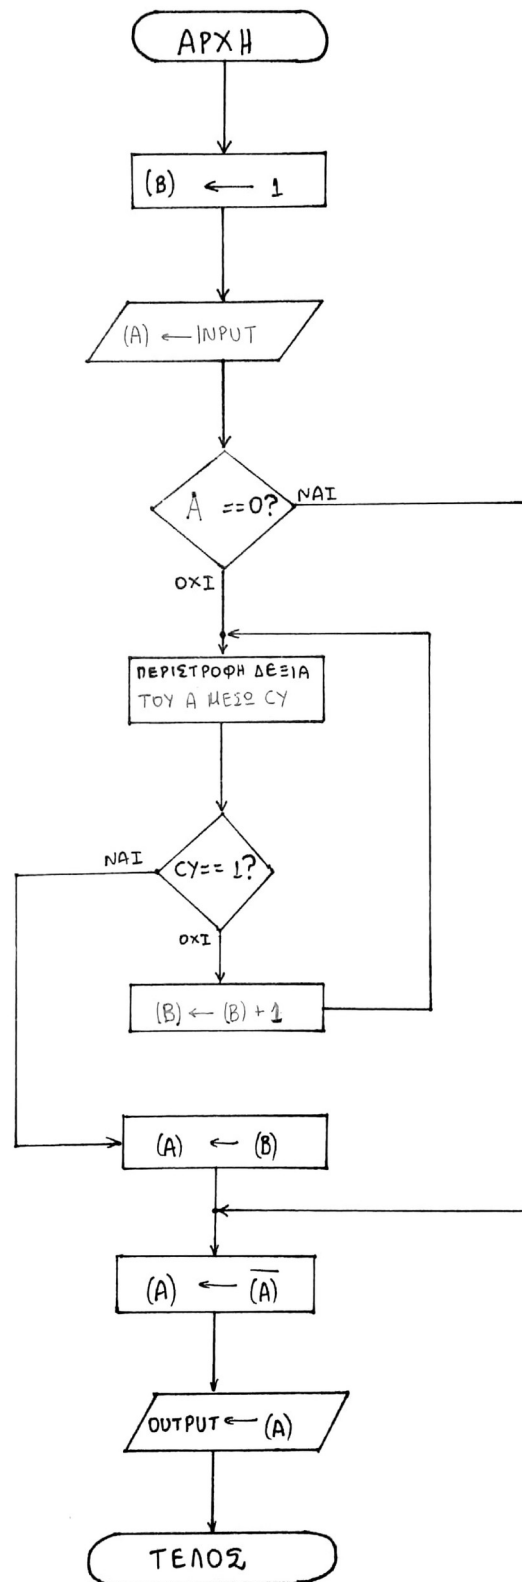 ΑΡΧΗ
(B) ← 1
(A) ← INPUT
A == 0?
ΝΑΙ
ΟΧΙ
ΠΕΡΙΣΤΡΟΦΗ ΔΕΞΙΑ
ΤΟΥ Α ΜΕΣΩ CY
ΝΑΙ
CY == 1?
ΟΧΙ
(B) ← (B) + 1
(A) ← (B)
(A) ← (A)̅
OUTPUT ← (A)
ΤΕΛΟΣ